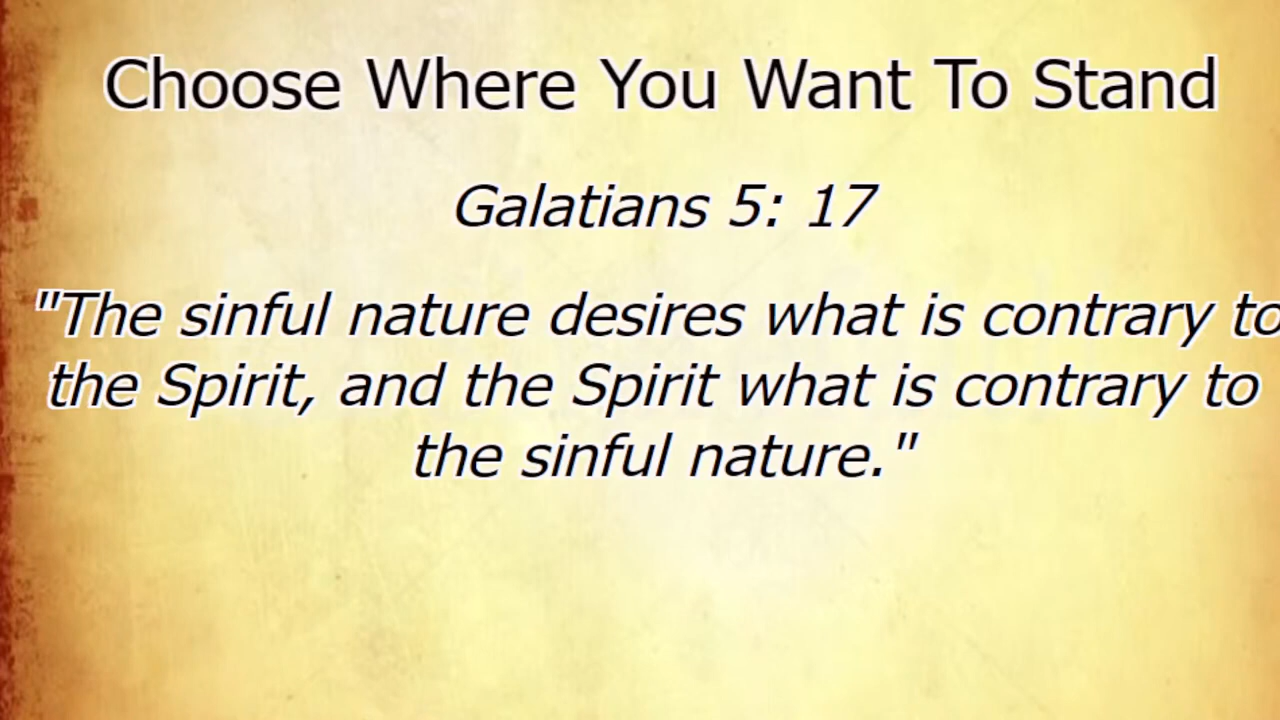 Choose Where You Want To Stand
Galatians 5: 17
"The sinful nature desires what is contrary to
the Spirit, and the Spirit what is contrary to
the sinful nature."